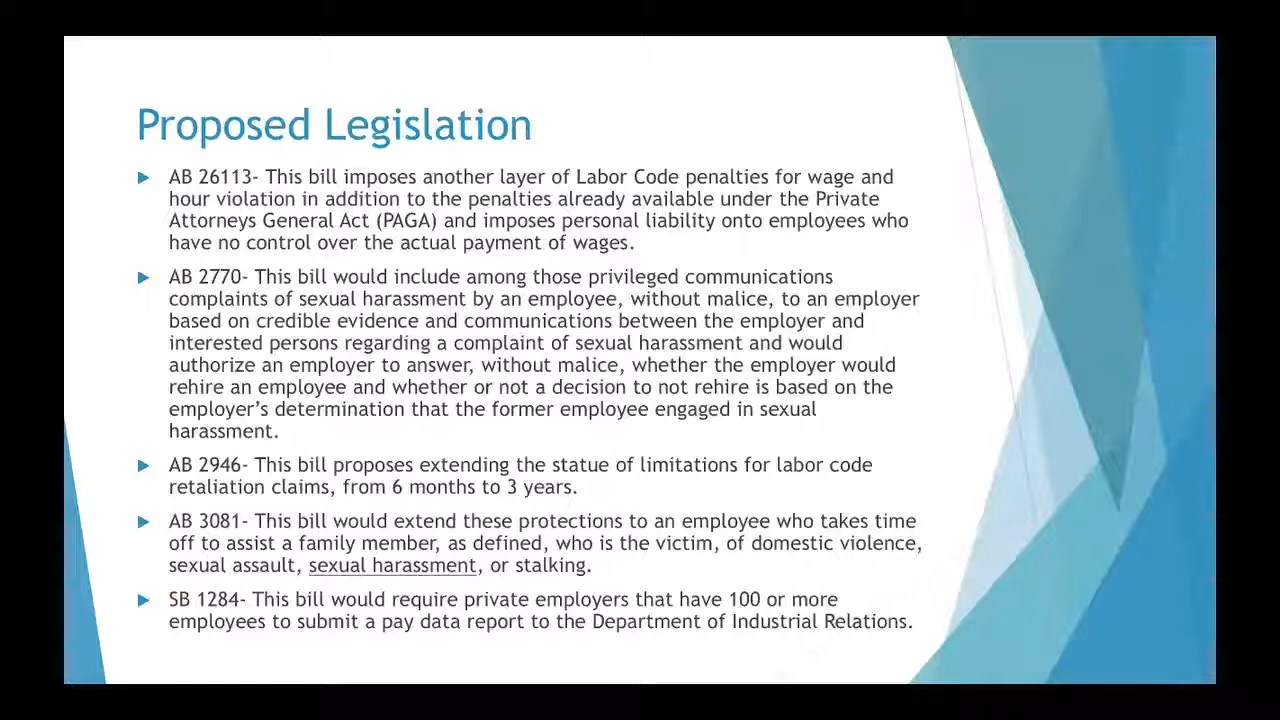 Proposed Legislation
AB 26113- This bill imposes another layer of Labor Code penalties for wage and
hour violation in addition to the penalties already available under the Private
Attorneys General Act (PAGA) and imposes personal liability onto employees who
have no control over the actual payment of wages.
AB 2770- This bill would include among those privileged communications
complaints of sexual harassment by an employee, without malice, to an employer
based on credible evidence and communications between the employer and
interested persons regarding a complaint of sexual harassment and would
authorize an employer to answer, without malice, whether the employer would
rehire an employee and whether or not a decision to not rehire is based on the
employer’s determination that the former employee engaged in sexual
harassment.
AB 2946- This bill proposes extending the statue of limitations for labor code
retaliation claims, from 6 months to 3 years.
AB 3081- This bill would extend these protections to an employee who takes time
off to assist a family member, as defined, who is the victim, of domestic violence,
sexual assault, sexual harassment, or stalking.
SB 1284- This bill would require private employers that have 100 or more
employees to submit a pay data report to the Department of Industrial Relations.